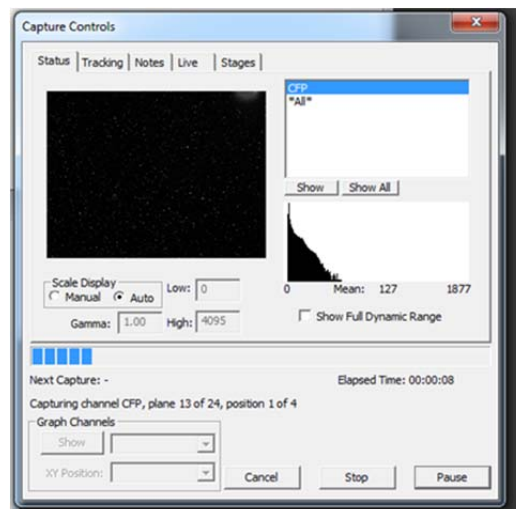 Capture Controls
Status Tracking Notes Live Stages
CFP
*All*
Show Show All
Scale Display
Manual Auto Low: 0
0 Mean: 127 1877
Gamma: 1.00 High: 4095
Show Full Dynamic Range
Next Capture: - Elapsed Time: 00:00:08
Capturing channel CFP, plane 13 of 24, position 1 of 4
Graph Channels
Show
XY Position:
Cancel Stop Pause